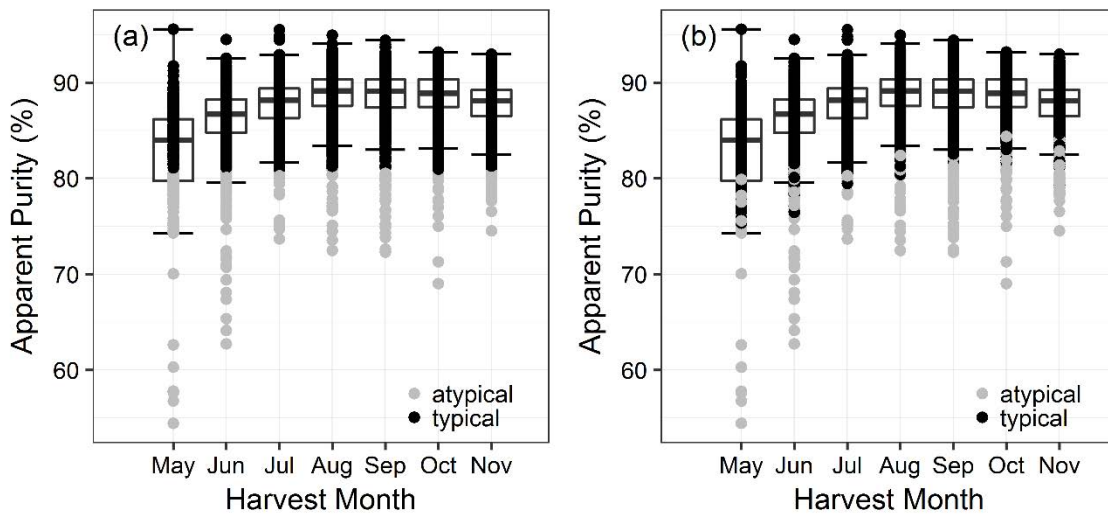 (a)
Apparent Purity (%)
90
80
70
60
atypical
typical
May Jun Jul Aug Sep Oct Nov
Harvest Month
(b)
Apparent Purity (%)
90
80
70
60
atypical
typical
May Jun Jul Aug Sep Oct Nov
Harvest Month